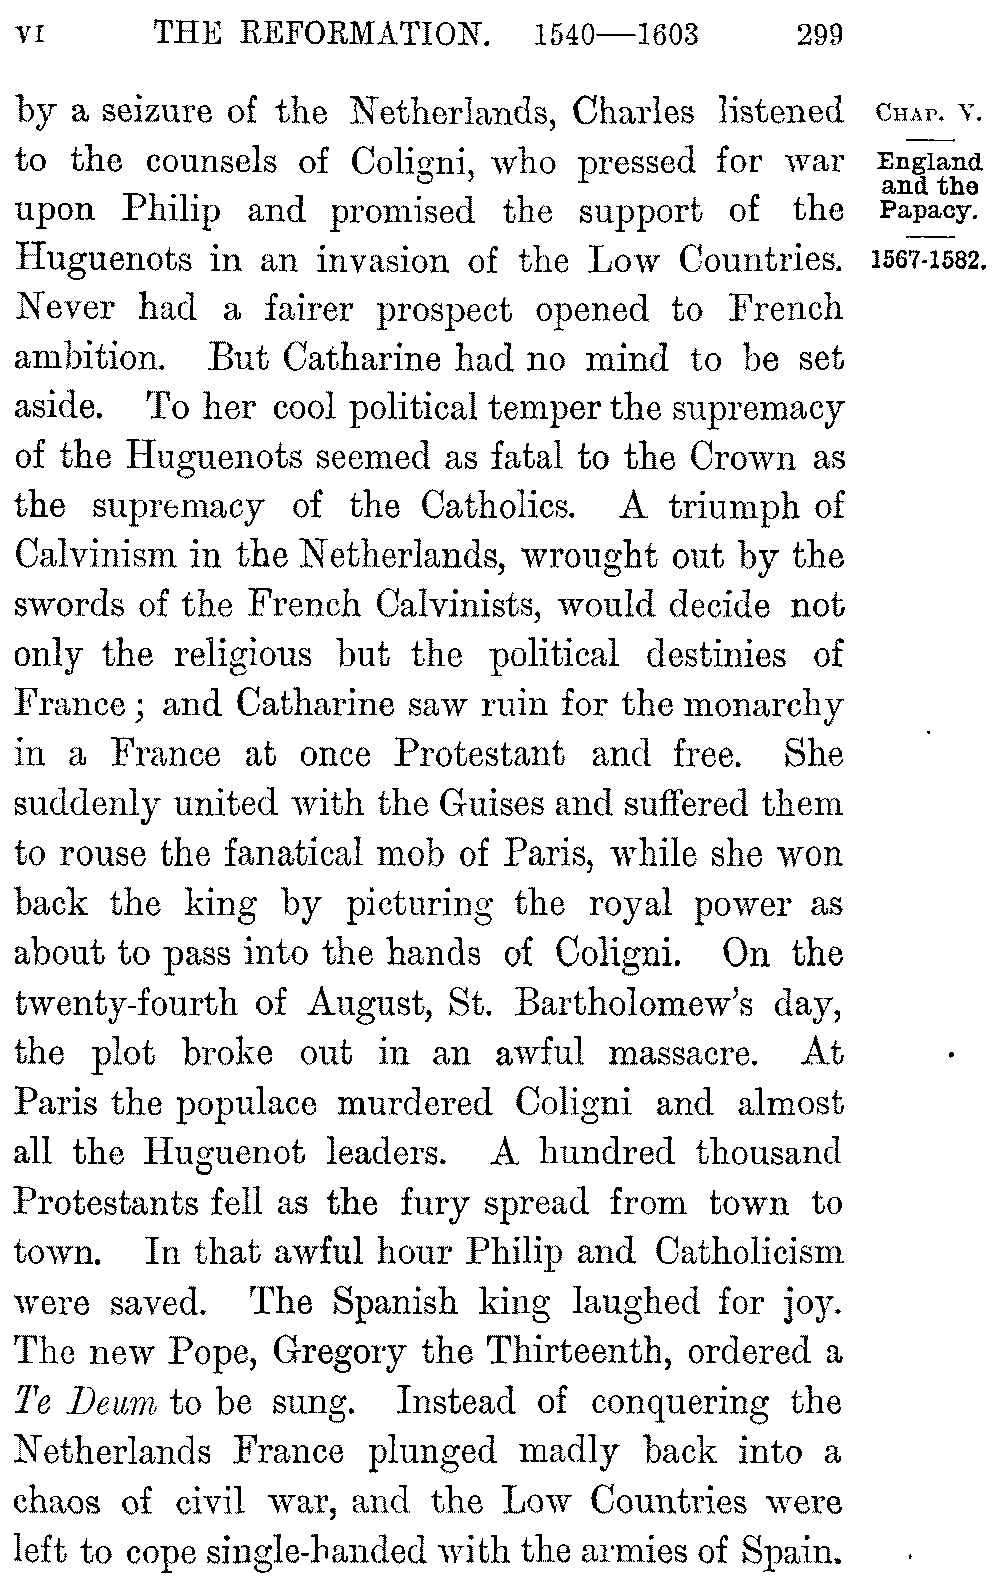 VI THE REFORMATION. 1540—1603 299
by a seizure of the Netherlands, Charles listened
to the counsels of Coligni, who pressed for war
upon Philip and promised the support of the
Huguenots in an invasion of the Low Countries.
Never had a fairer prospect opened to French
ambition. But Catharine had no mind to be set
aside. To her cool political temper the supremacy
of the Huguenots seemed as fatal to the Crown as
the supremacy of the Catholics. A triumph of
Calvinism in the Netherlands, wrought out by the
swords of the French Calvinists, would decide not
only the religious but the political destinies of
France; and Catharine saw ruin for the monarchy
in a France at once Protestant and free. She
suddenly united with the Guises and suffered them
to rouse the fanatical mob of Paris, while she won
back the king by picturing the royal power as
about to pass into the hands of Coligni. On the
twenty-fourth of August, St. Bartholomew's day,
the plot broke out in an awful massacre. At
Paris the populace murdered Coligni and almost
all the Huguenot leaders. A hundred thousand
Protestants fell as the fury spread from town to
town. In that awful hour Philip and Catholicism
were saved. The Spanish king laughed for joy.
The new Pope, Gregory the Thirteenth, ordered a
Te Deum to be sung. Instead of conquering the
Netherlands France plunged madly back into a
chaos of civil war, and the Low Countries were
left to cope single-handed with the armies of Spain.
CHAP. V.
England
and the
Papacy.
1567-1582.